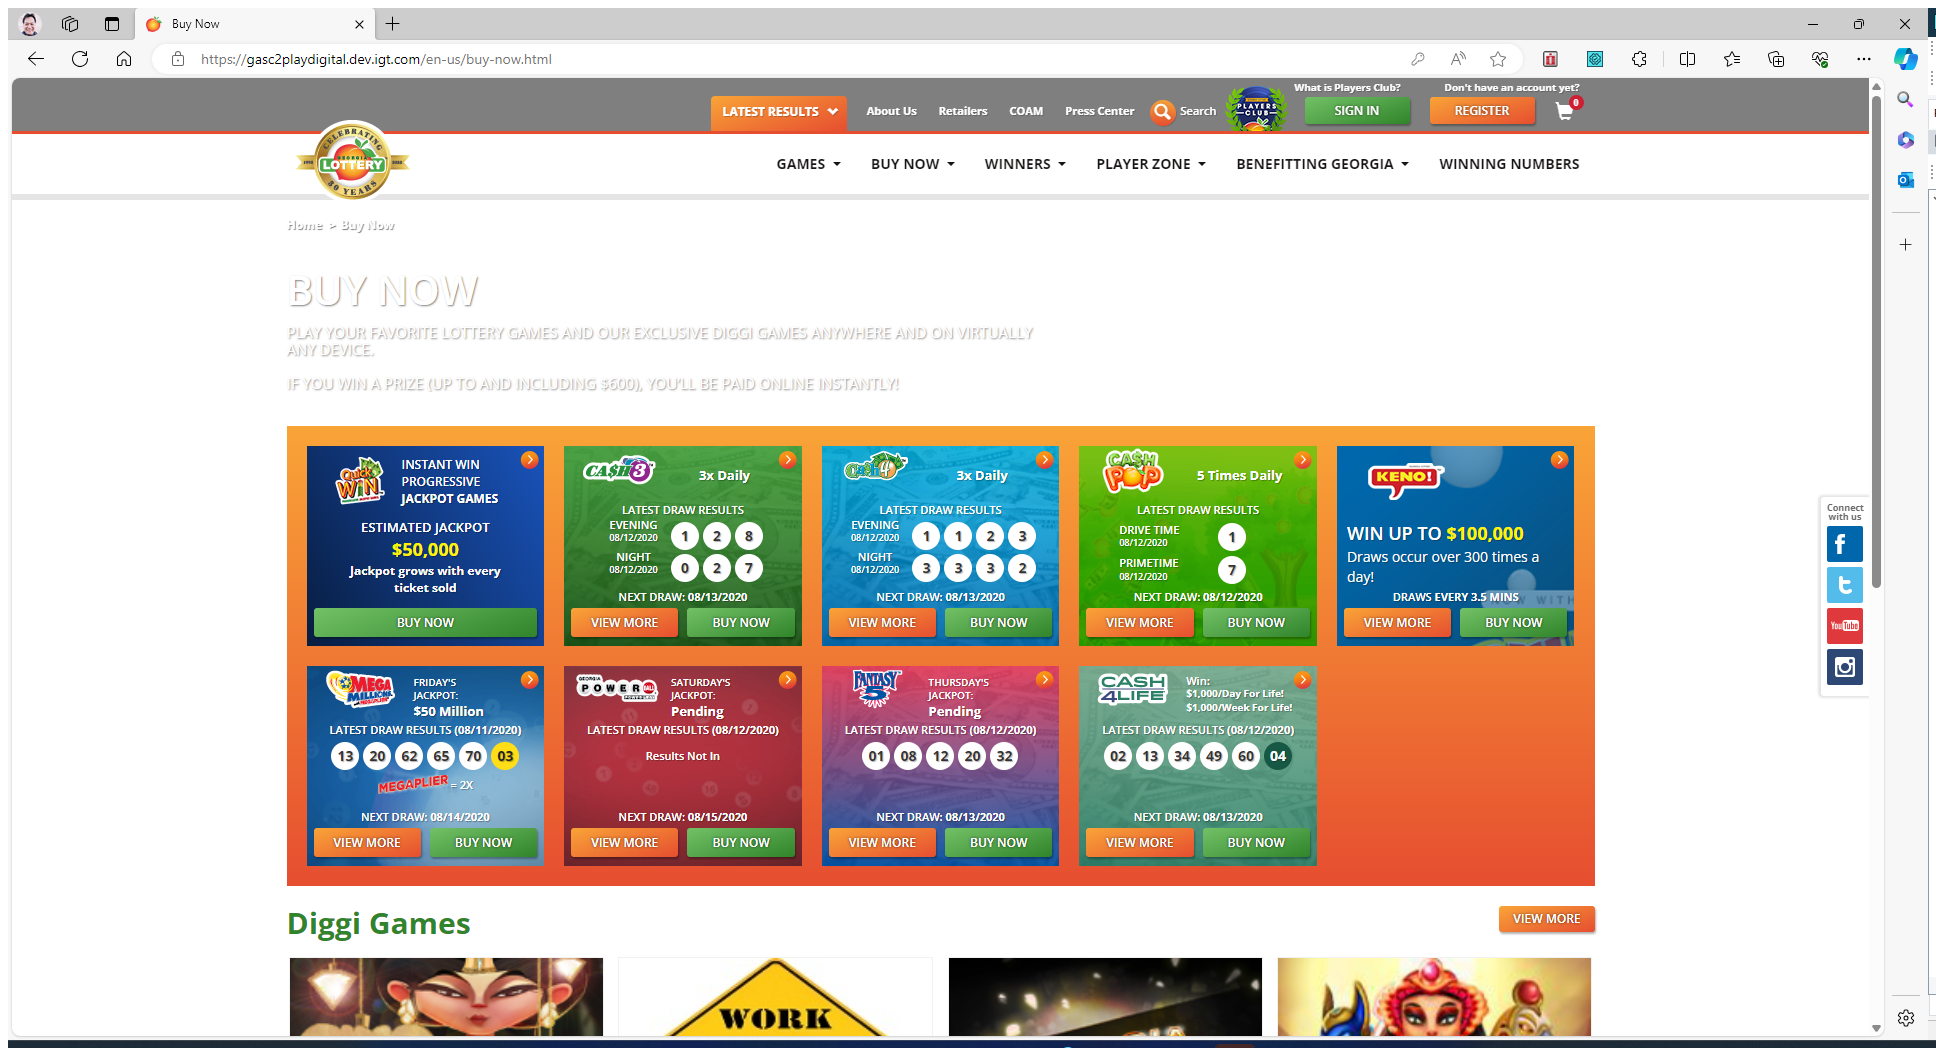 Buy Now
https://gasc2playdigital.dev.igt.com/en-us/buy-now.html
What is Players Club?
Don't have an account yet?
LATEST RESULTS
About Us
Retailers
COAM
Press Center
Search
PLAYERS
CLUB
SIGN IN
REGISTER
0
CELEBRATING
GEORGIA
LOTTERY
30 YEARS
GAMES
BUY NOW
WINNERS
PLAYER ZONE
BENEFITTING GEORGIA
WINNING NUMBERS
Home > Buy Now
BUY NOW
PLAY YOUR FAVORITE LOTTERY GAMES AND OUR EXCLUSIVE DIGGI GAMES ANYWHERE AND ON VIRTUALLY
ANY DEVICE.
IF YOU WIN A PRIZE (UP TO AND INCLUDING $600), YOU'LL BE PAID ONLINE INSTANTLY!
QUICK
WIN
INSTANT WIN
PROGRESSIVE
JACKPOT GAMES
ESTIMATED JACKPOT
$50,000
Jackpot grows with every
ticket sold
BUY NOW
CA$H 3
3x Daily
LATEST DRAW RESULTS
EVENING
08/12/2020
1 2 8
NIGHT
08/12/2020
0 2 7
NEXT DRAW: 08/13/2020
VIEW MORE
BUY NOW
Cash 4
3x Daily
LATEST DRAW RESULTS
EVENING
08/12/2020
1 1 2 3
NIGHT
08/12/2020
3 3 3 2
NEXT DRAW: 08/13/2020
VIEW MORE
BUY NOW
CA$H
POP
5 Times Daily
LATEST DRAW RESULTS
DRIVE TIME
08/12/2020
1
PRIMETIME
08/12/2020
7
NEXT DRAW: 08/12/2020
VIEW MORE
BUY NOW
KENO!
WIN UP TO $100,000
Draws occur over 300 times a
day!
DRAWS EVERY 3.5 MINS
VIEW MORE
BUY NOW
MEGA
MILLIONS
FRIDAY'S
JACKPOT:
$50 Million
LATEST DRAW RESULTS (08/11/2020)
13 20 62 65 70 03
MEGAPLIER = 2X
NEXT DRAW: 08/14/2020
VIEW MORE
BUY NOW
GEORGIA
POWERBALL
SATURDAY'S
JACKPOT:
Pending
LATEST DRAW RESULTS (08/12/2020)
Results Not In
NEXT DRAW: 08/15/2020
VIEW MORE
BUY NOW
FANTASY
5
THURSDAY'S
JACKPOT:
Pending
LATEST DRAW RESULTS (08/12/2020)
01 08 12 20 32
NEXT DRAW: 08/13/2020
VIEW MORE
BUY NOW
CASH
4LIFE
Win:
$1,000/Day For Life!
$1,000/Week For Life!
LATEST DRAW RESULTS (08/12/2020)
02 13 34 49 60 04
NEXT DRAW: 08/13/2020
VIEW MORE
BUY NOW
Connect
with us
YouTube
Diggi Games
VIEW MORE
WORK